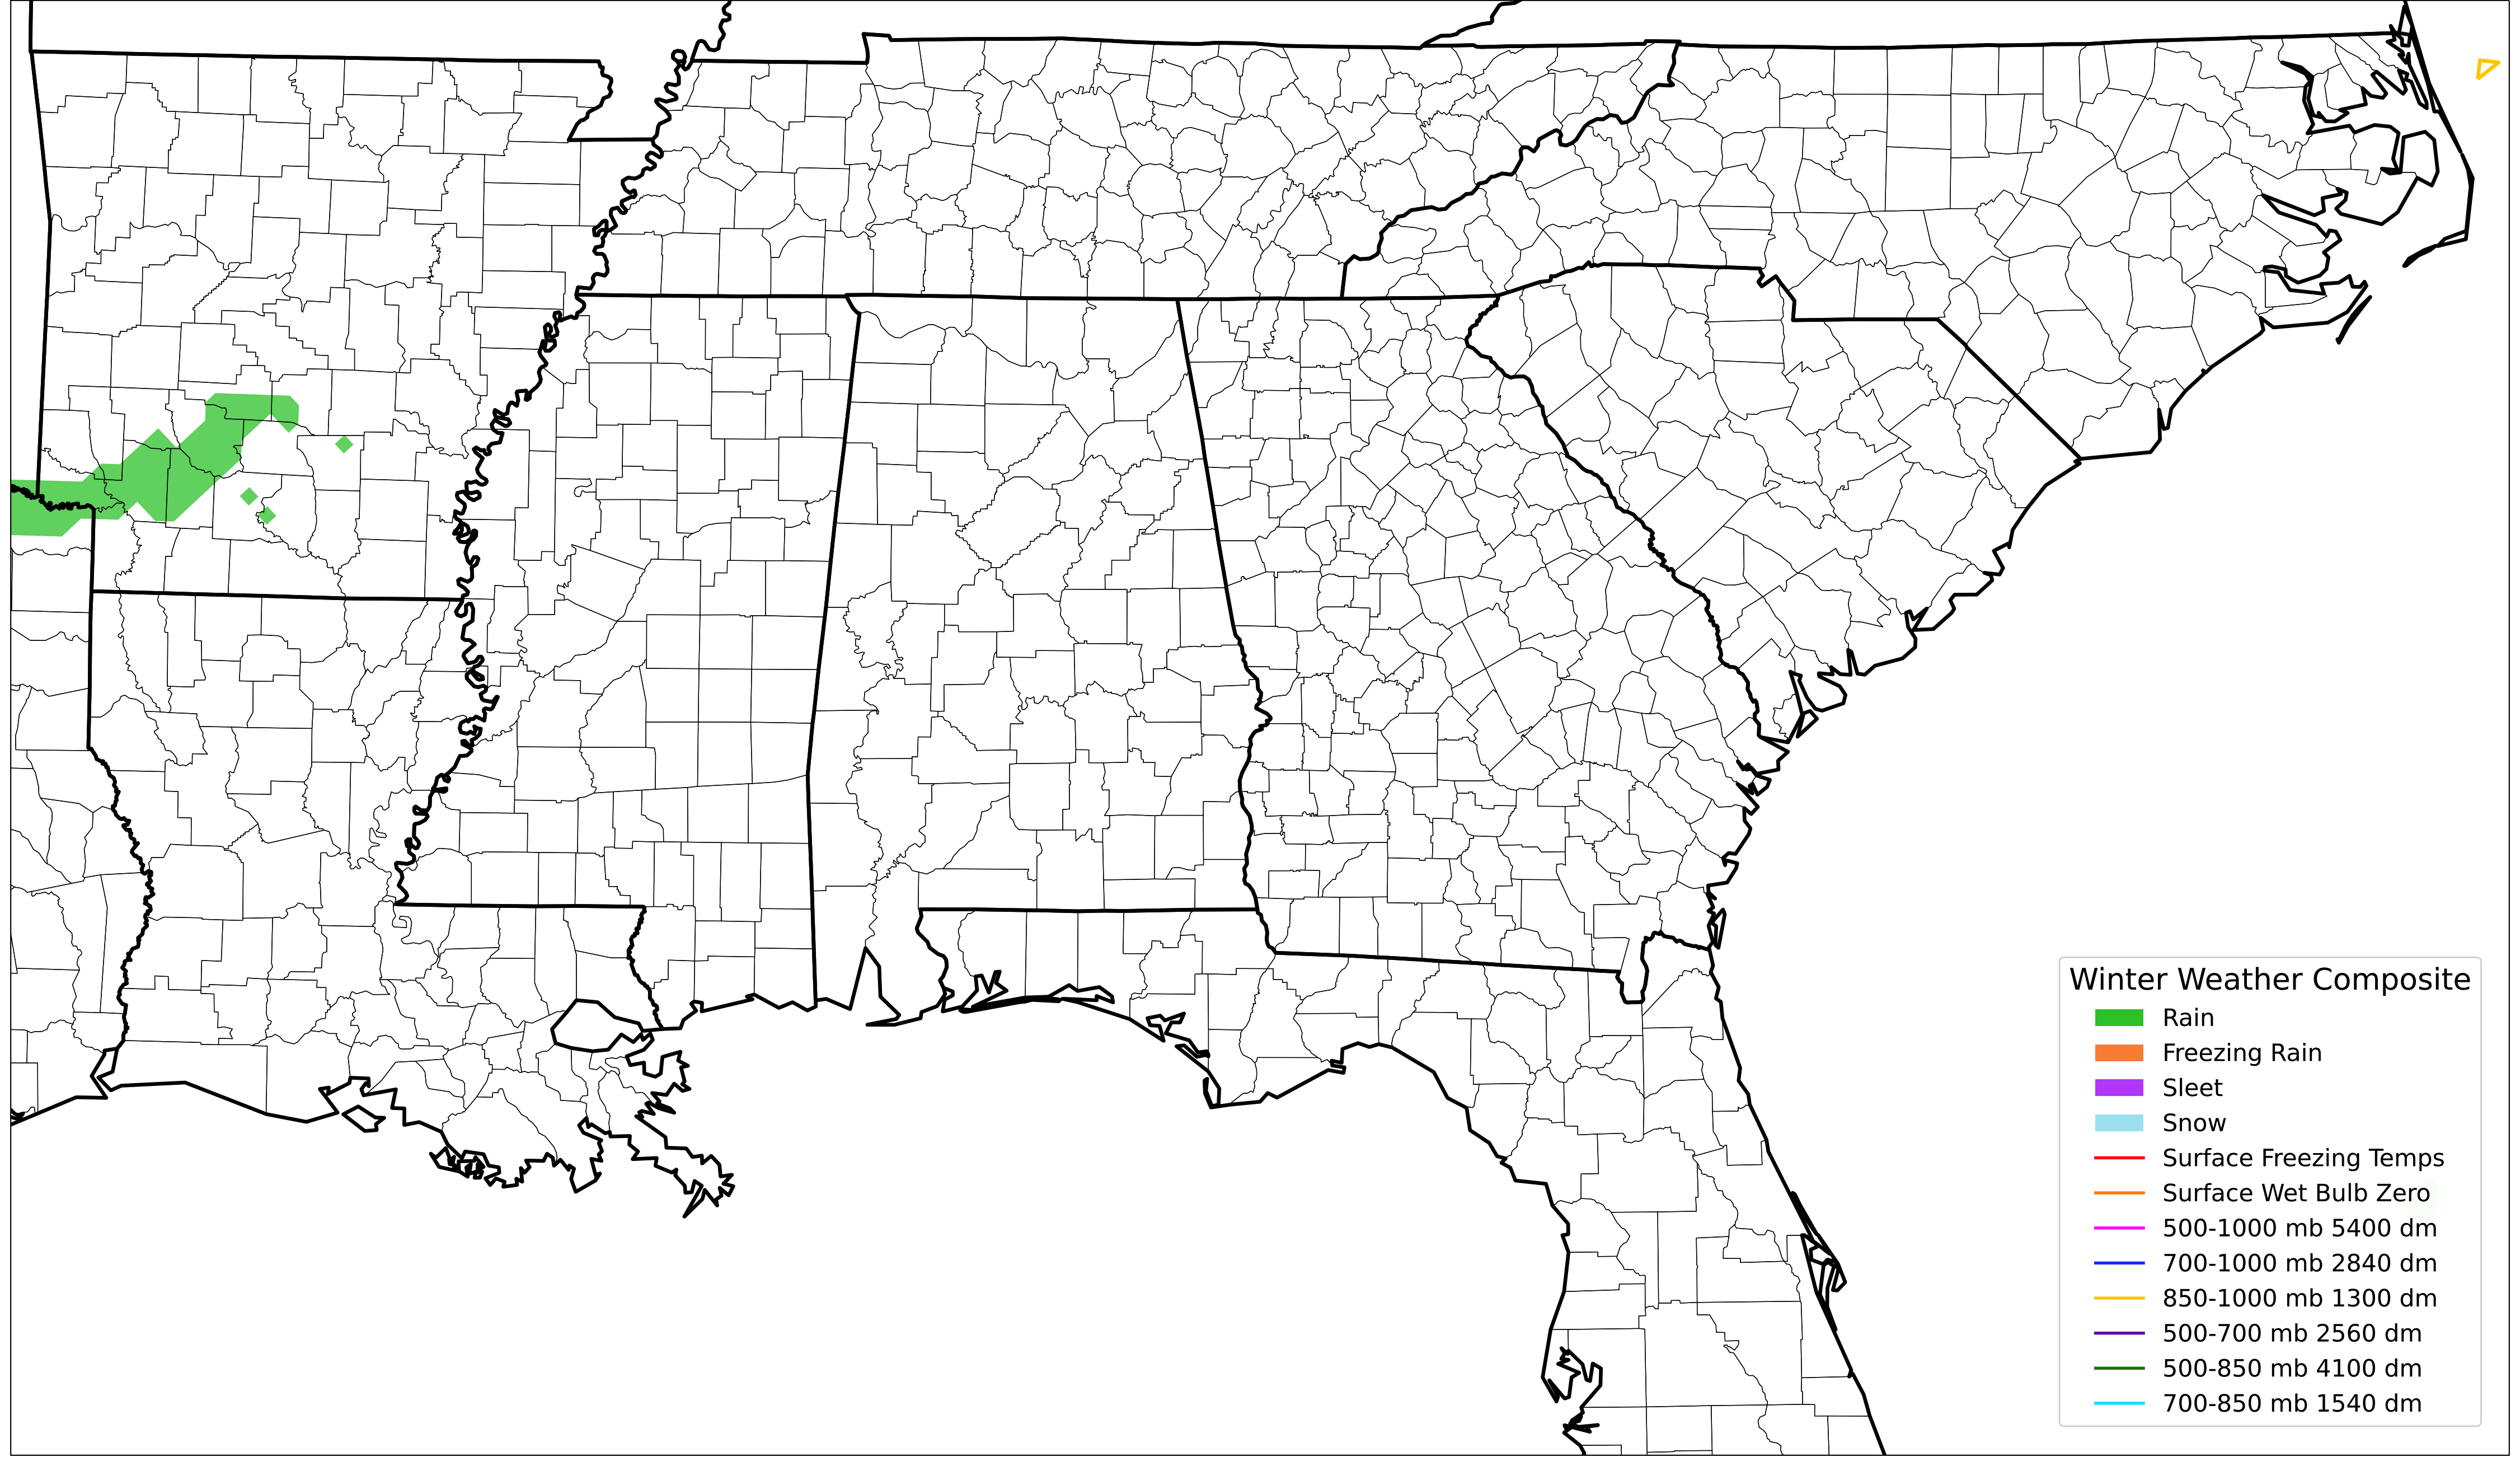 Winter Weather Composite
Rain
Freezing Rain
Sleet
Snow
Surface Freezing Temps
Surface Wet Bulb Zero
500-1000 mb 5400 dm
700-1000 mb 2840 dm
850-1000 mb 1300 dm
500-700 mb 2560 dm
500-850 mb 4100 dm
700-850 mb 1540 dm